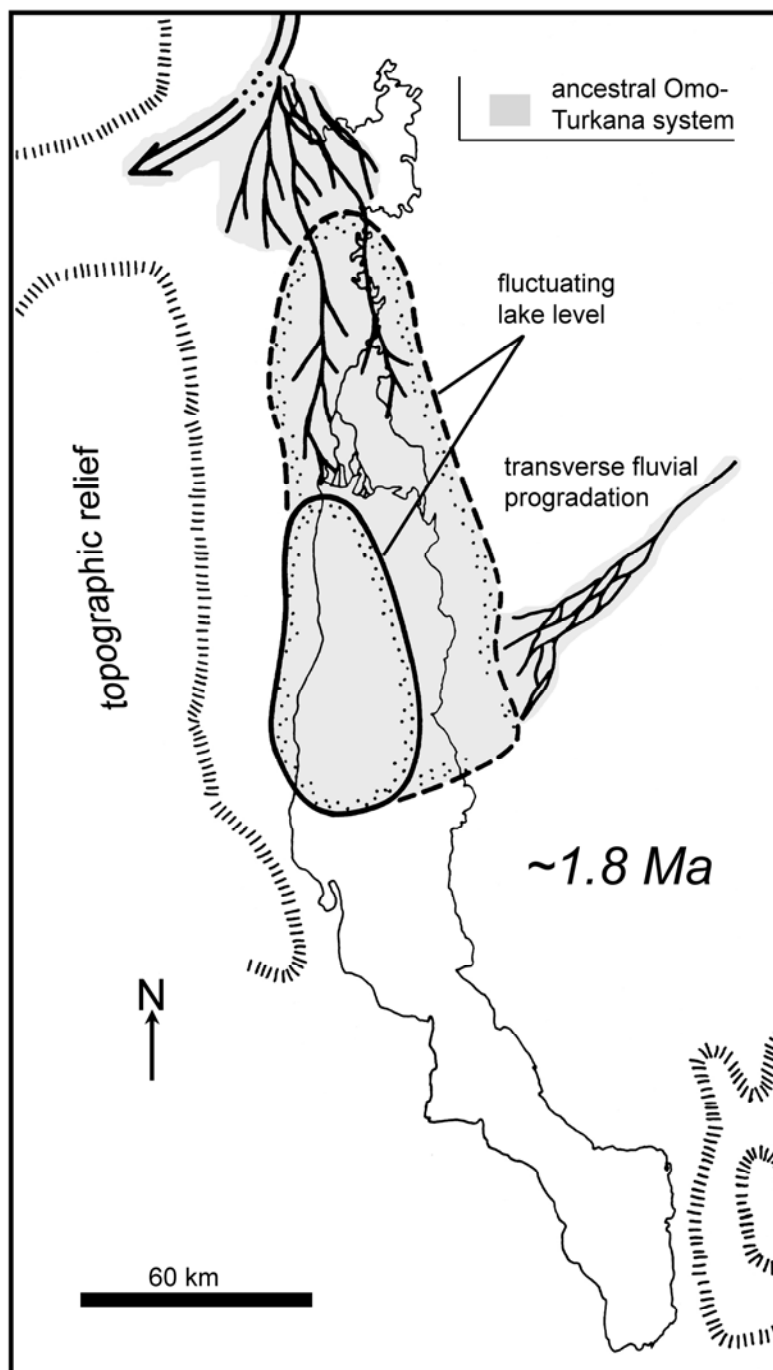 ancestral Omo-
Turkana system
fluctuating
lake level
transverse fluvial
progradation
topographic relief
~1.8 Ma
N
60 km